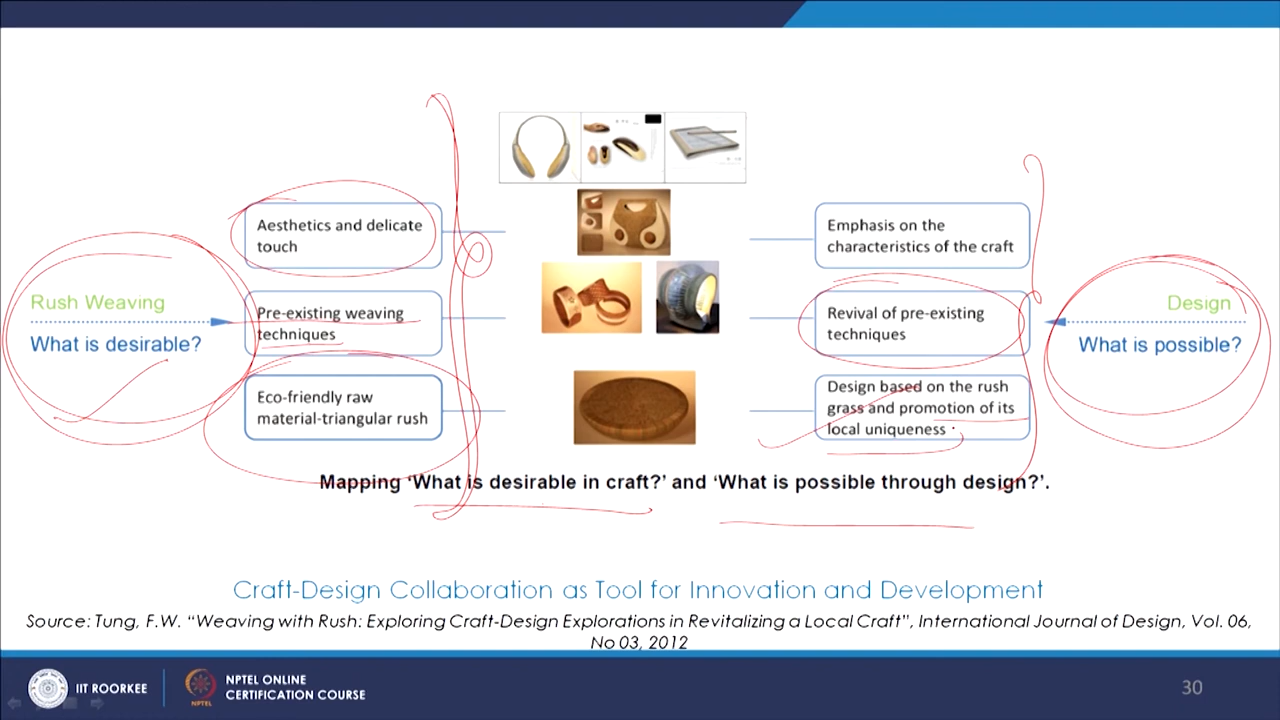 Aesthetics and delicate
touch
Emphasis on the
characteristics of the craft
Rush Weaving
What is desirable?
Pre-existing weaving
techniques
Revival of pre-existing
techniques
Design
What is possible?
Eco-friendly raw
material-triangular rush
Design based on the rush
grass and promotion of its
local uniqueness
Mapping ‘What is desirable in craft?’ and ‘What is possible through design?’.
Craft-Design Collaboration as Tool for Innovation and Development
Source: Tung, F.W. “Weaving with Rush: Exploring Craft-Design Explorations in Revitalizing a Local Craft”, International Journal of Design, Vol. 06,
No 03, 2012
IIT ROORKEE
NPTEL
NPTEL ONLINE
CERTIFICATION COURSE
30